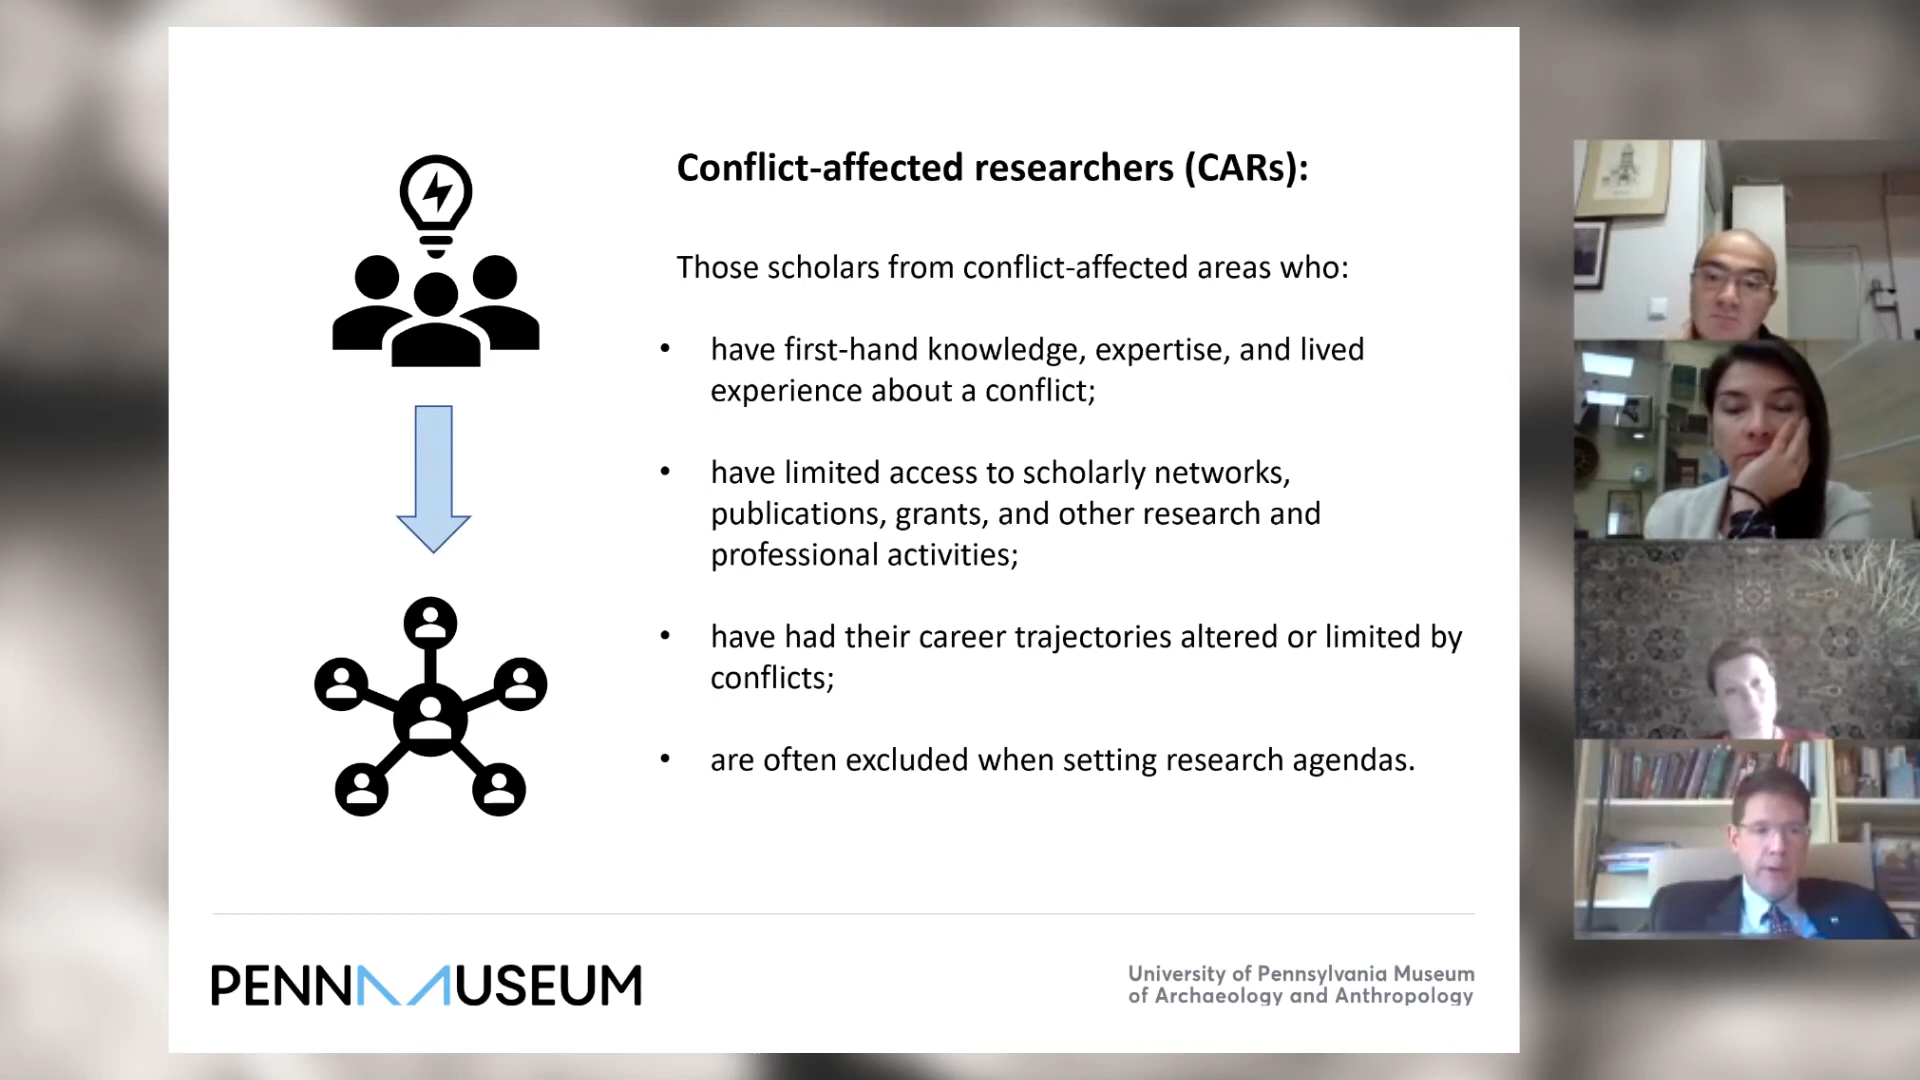 Conflict-affected researchers (CARs):
Those scholars from conflict-affected areas who:
• have first-hand knowledge, expertise, and lived
experience about a conflict;
• have limited access to scholarly networks,
publications, grants, and other research and
professional activities;
• have had their career trajectories altered or limited by
conflicts;
• are often excluded when setting research agendas.
PENN MUSEUM
University of Pennsylvania Museum
of Archaeology and Anthropology